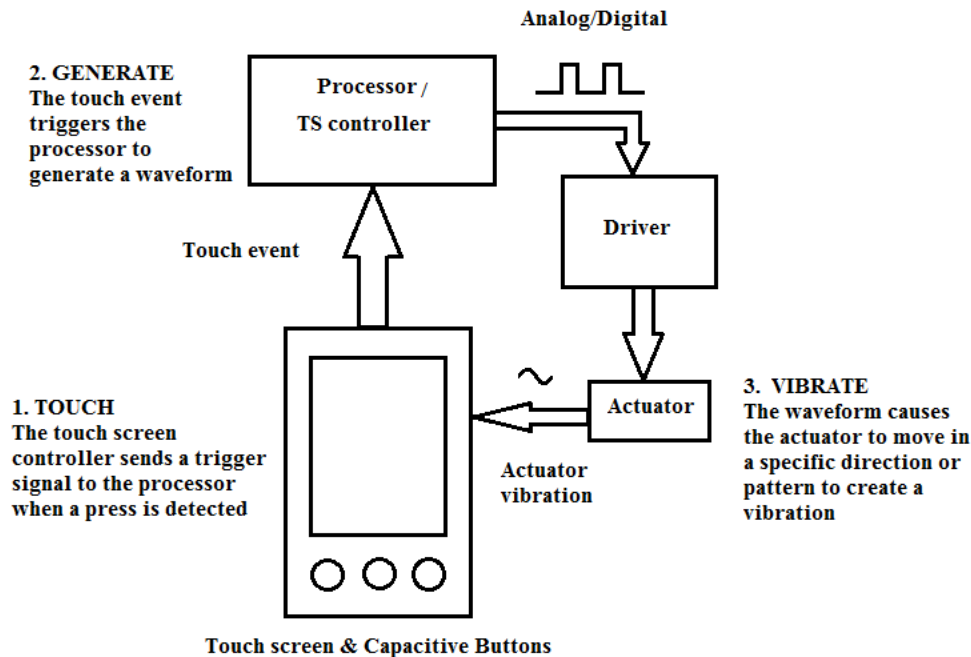 Analog/Digital
2. GENERATE
The touch event
triggers the
processor to
generate a waveform
Processor /
TS controller
Driver
Touch event
1. TOUCH
The touch screen
controller sends a trigger
signal to the processor
when a press is detected
Actuator
Actuator
vibration
3. VIBRATE
The waveform causes
the actuator to move in
a specific direction or
pattern to create a
vibration
Touch screen & Capacitive Buttons